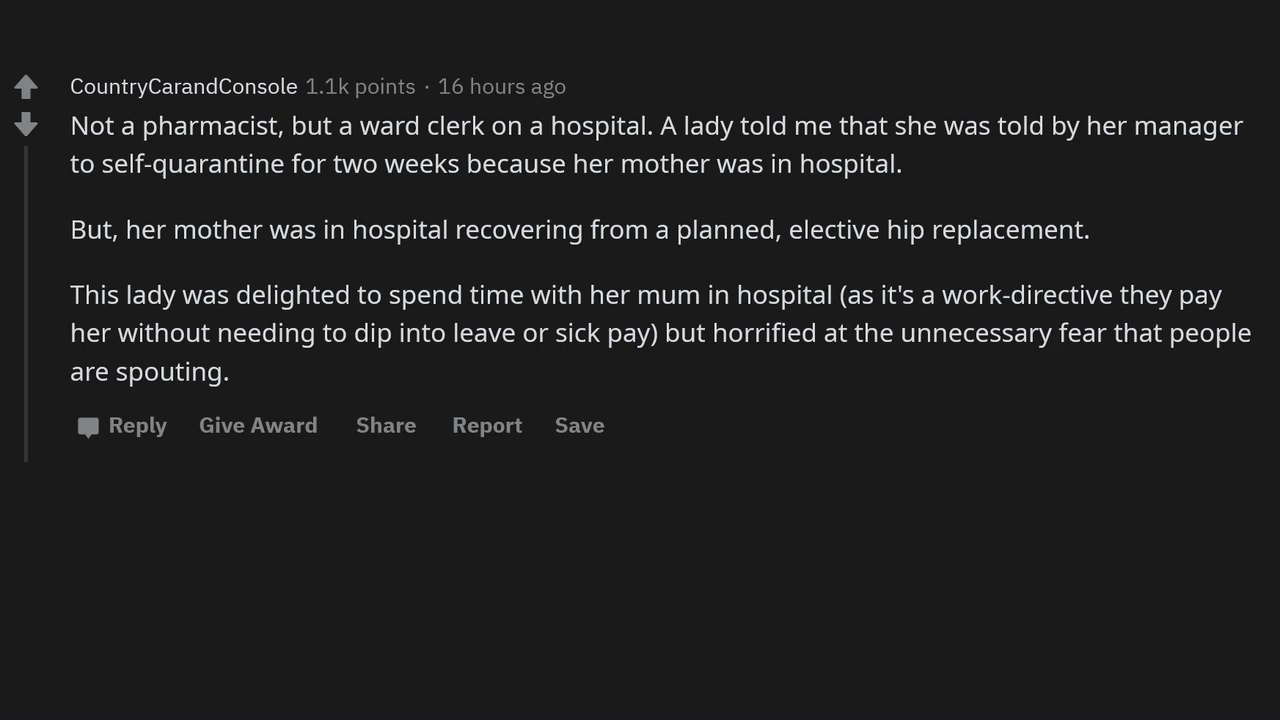 CountryCarandConsole 1.1k points · 16 hours ago
Not a pharmacist, but a ward clerk on a hospital. A lady told me that she was told by her manager
to self-quarantine for two weeks because her mother was in hospital.
But, her mother was in hospital recovering from a planned, elective hip replacement.
This lady was delighted to spend time with her mum in hospital (as it's a work-directive they pay
her without needing to dip into leave or sick pay) but horrified at the unnecessary fear that people
are spouting.
Reply Give Award Share Report Save